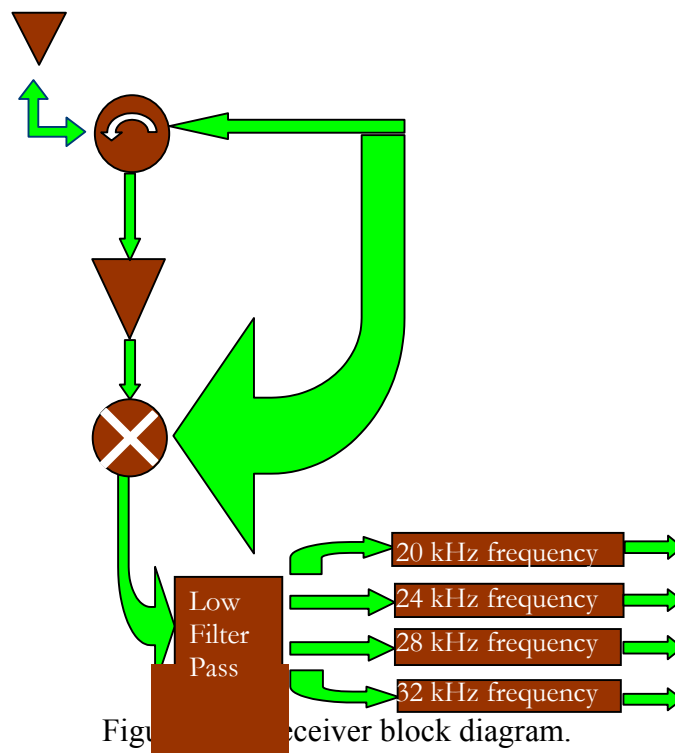 20 kHz frequency
Low
Filter
Pass
24 kHz frequency
28 kHz frequency
32 kHz frequency
Figu eceiver block diagram.